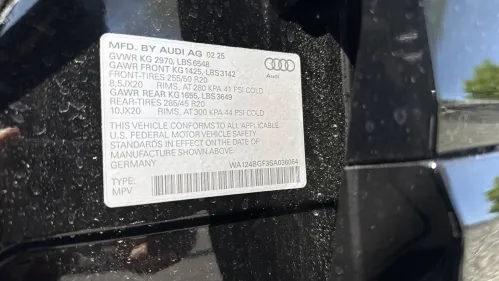 MFD. BY AUDI AG 02.25
GVWR KG 2970, LBS 6548
GAWR FRONT KG 1425, LBS 3142
FRONT-TIRES 255/50 R20
8.5JX20 RIMS, AT 280 KPA 41 PSI COLD
GAWR REAR KG 1655, LBS 3649
REAR-TIRES 285/45 R20
10JX20 RIMS, AT 300 KPA 44 PSI COLD
Audi
THIS VEHICLE CONFORMS TO ALL APPLICABLE
U.S. FEDERAL MOTOR VEHICLE SAFETY
STANDARDS IN EFFECT ON THE DATE OF
MANUFACTURE SHOWN ABOVE.
GERMANY
WA124BGF3SA036064
TYPE:
MPV